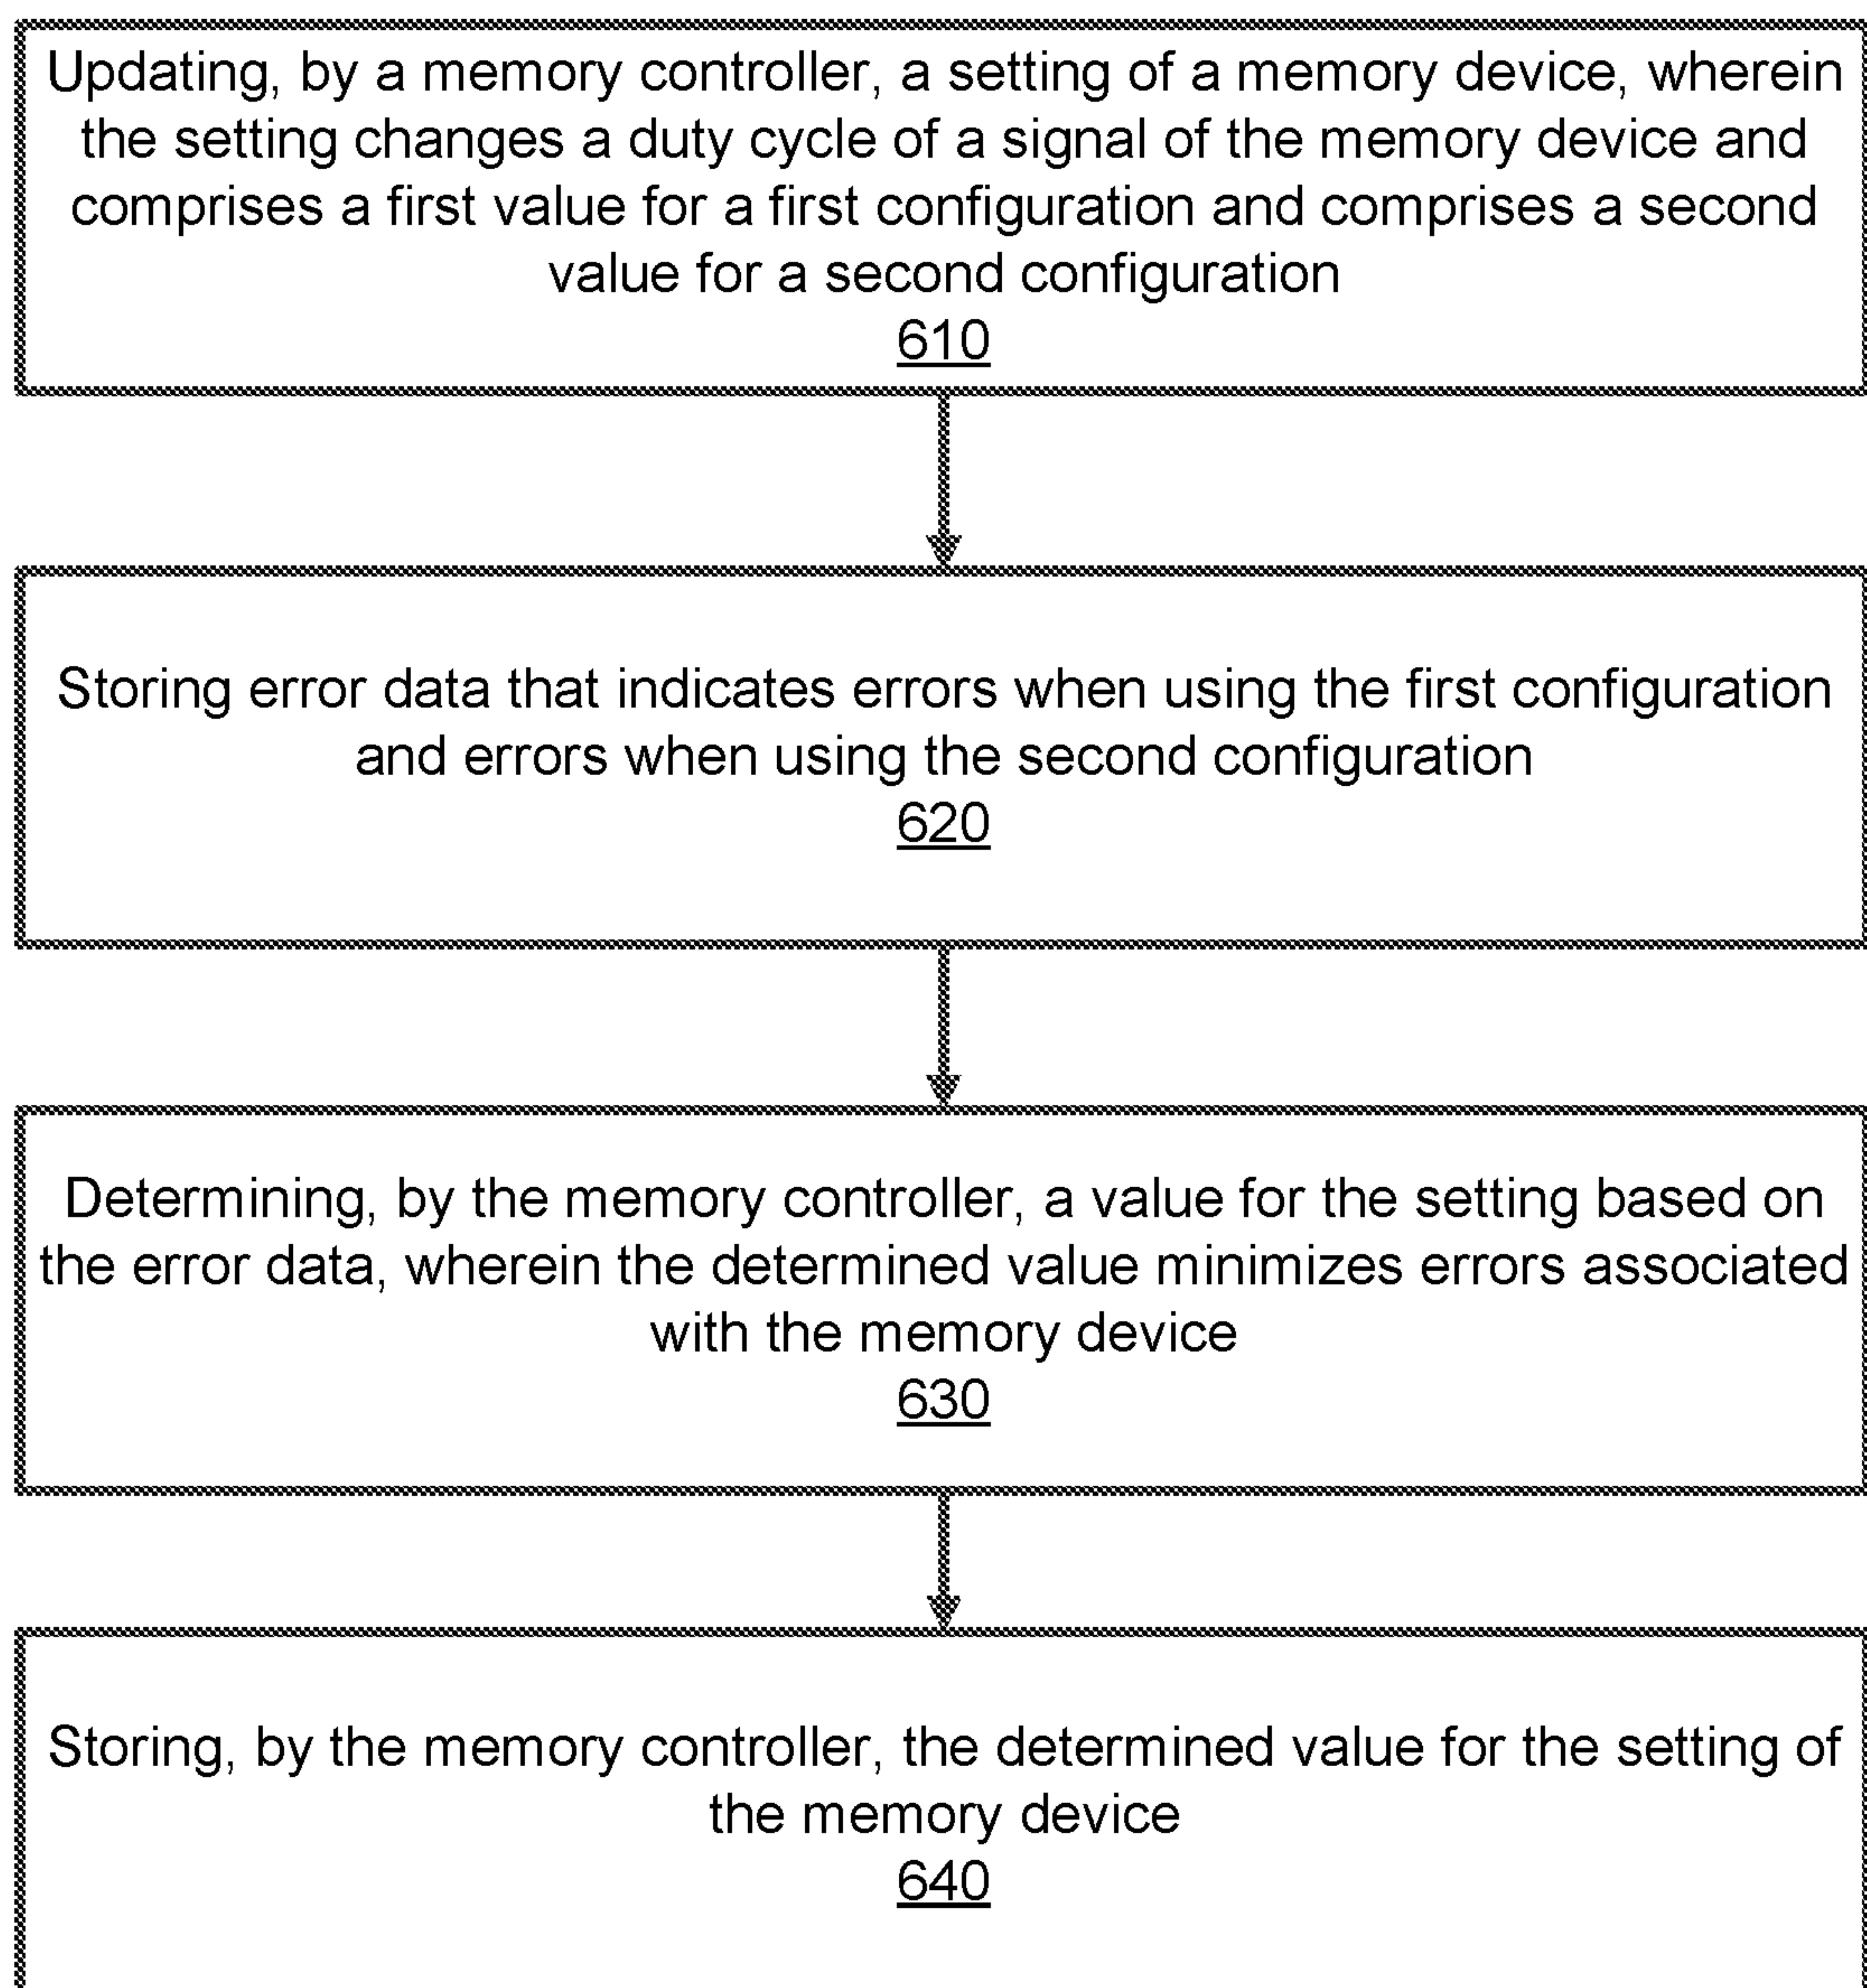 Updating, by a memory controller, a setting of a memory device, wherein
the setting changes a duty cycle of a signal of the memory device and
comprises a first value for a first configuration and comprises a second
value for a second configuration
610
Storing error data that indicates errors when using the first configuration
and errors when using the second configuration
620
Determining, by the memory controller, a value for the setting based on
the error data, wherein the determined value minimizes errors associated
with the memory device
630
Storing, by the memory controller, the determined value for the setting of
the memory device
640